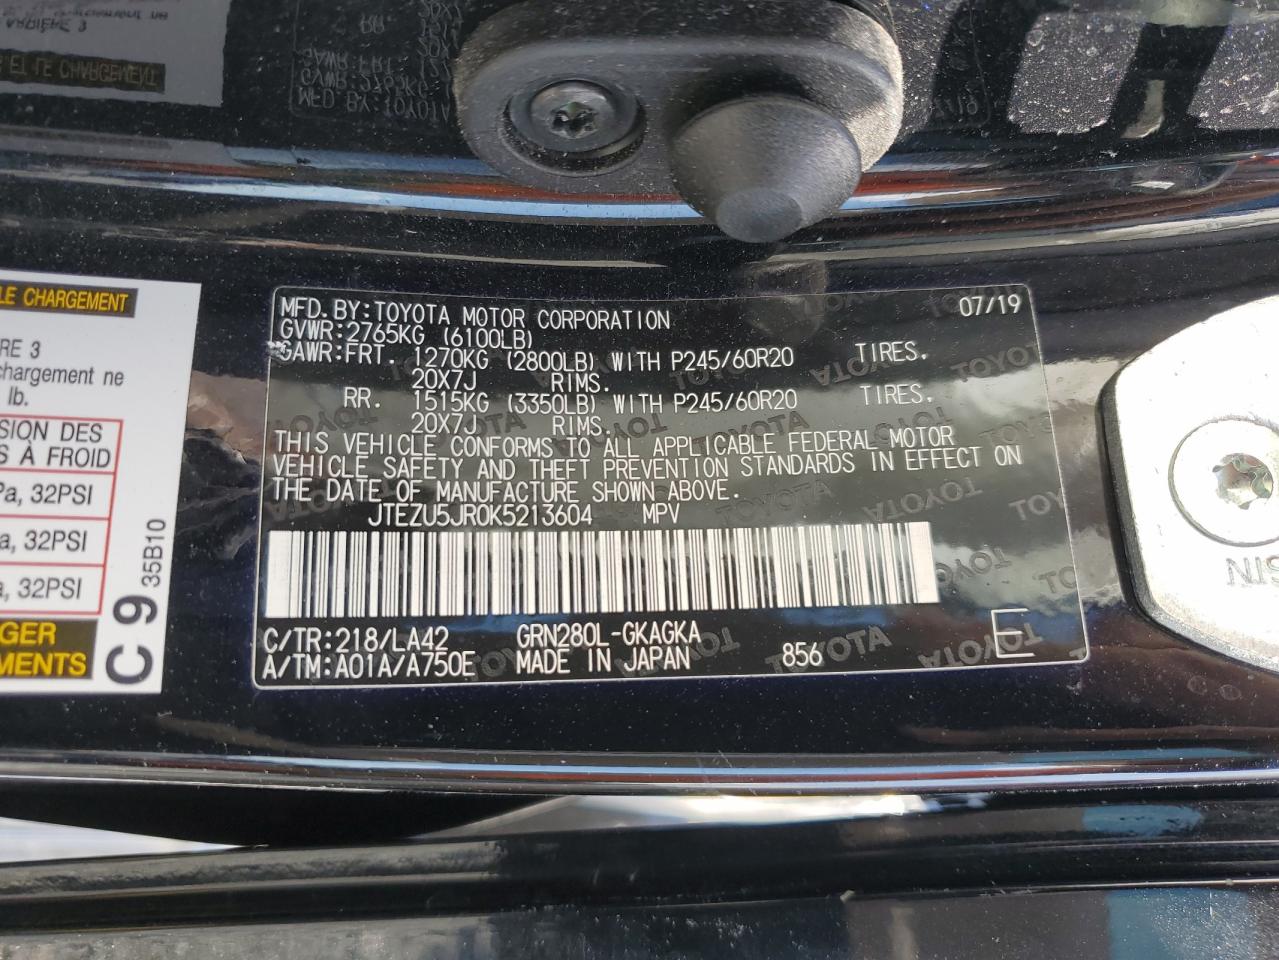 MFD.BY:TOYOTA MOTOR CORPORATION 07/19
GVWR:2765KG (6100LB)
GAWR:FRT. 1270KG (2800LB) WITH P245/60R20 TIRES.
20X7J RIMS.
RR. 1515KG (3350LB) WITH P245/60R20 TIRES.
20X7J RIMS.
THIS VEHICLE CONFORMS TO ALL APPLICABLE FEDERAL MOTOR
VEHICLE SAFETY AND THEFT PREVENTION STANDARDS IN EFFECT ON
THE DATE OF MANUFACTURE SHOWN ABOVE.
JTEZU5JR0K5213604 MPV
C/TR:218/LA42 GRN280L-GKAGKA
A/TM:A01A/A750E MADE IN JAPAN 856
LE CHARGEMENT
RE 3
chargement ne
lb.
SION DES
S À FROID
Pa, 32PSI
a, 32PSI
a, 32PSI
NGER
MENTS
C 9 35B10